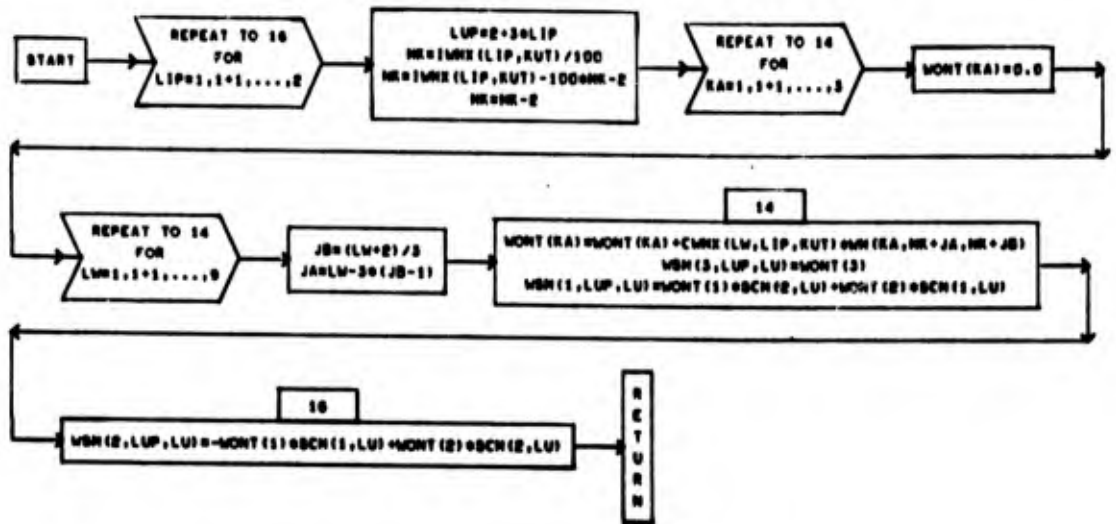 START
REPEAT TO 16
FOR
LIP=1,1+1,...,2
LUP=2+3*LIP
NK=IWNX(LIP,KUT)/100
MK=IWNX(LIP,KUT)-100*NK-2
NK=NK-2
REPEAT TO 14
FOR
KA=1,1+1,...,3
WONT(KA)=0.0
REPEAT TO 14
FOR
LW=1,1+1,...,9
JB=(LW+2)/3
JA=LW-3*(JB-1)
14
WONT(KA)=WONT(KA)+CWNX(LW,LIP,KUT)*WN(KA,NK+JA,MK+JB)
WSN(3,LUP,LU)=WONT(3)
WSN(1,LUP,LU)=WONT(1)*SCN(2,LU)+WONT(2)*SCN(1,LU)
16
WSN(2,LUP,LU)=-WONT(1)*SCN(1,LU)+WONT(2)*SCN(2,LU)
RETURN